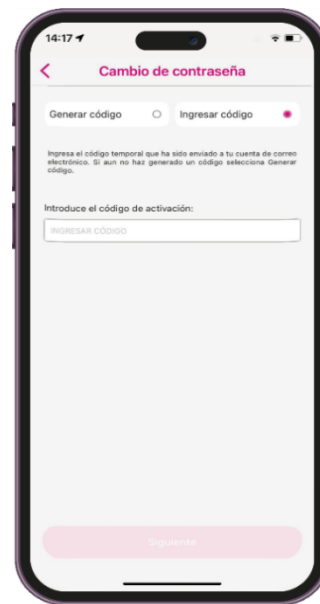 14:17
Cambio de contraseña
Generar código
Ingresar código
Ingresa el código temporal que ha sido enviado a tu cuenta de correo
electrónico. Si aun no haz generado un código selecciona Generar
código.
Introduce el código de activación:
INGRESAR CÓDIGO
Siguiente